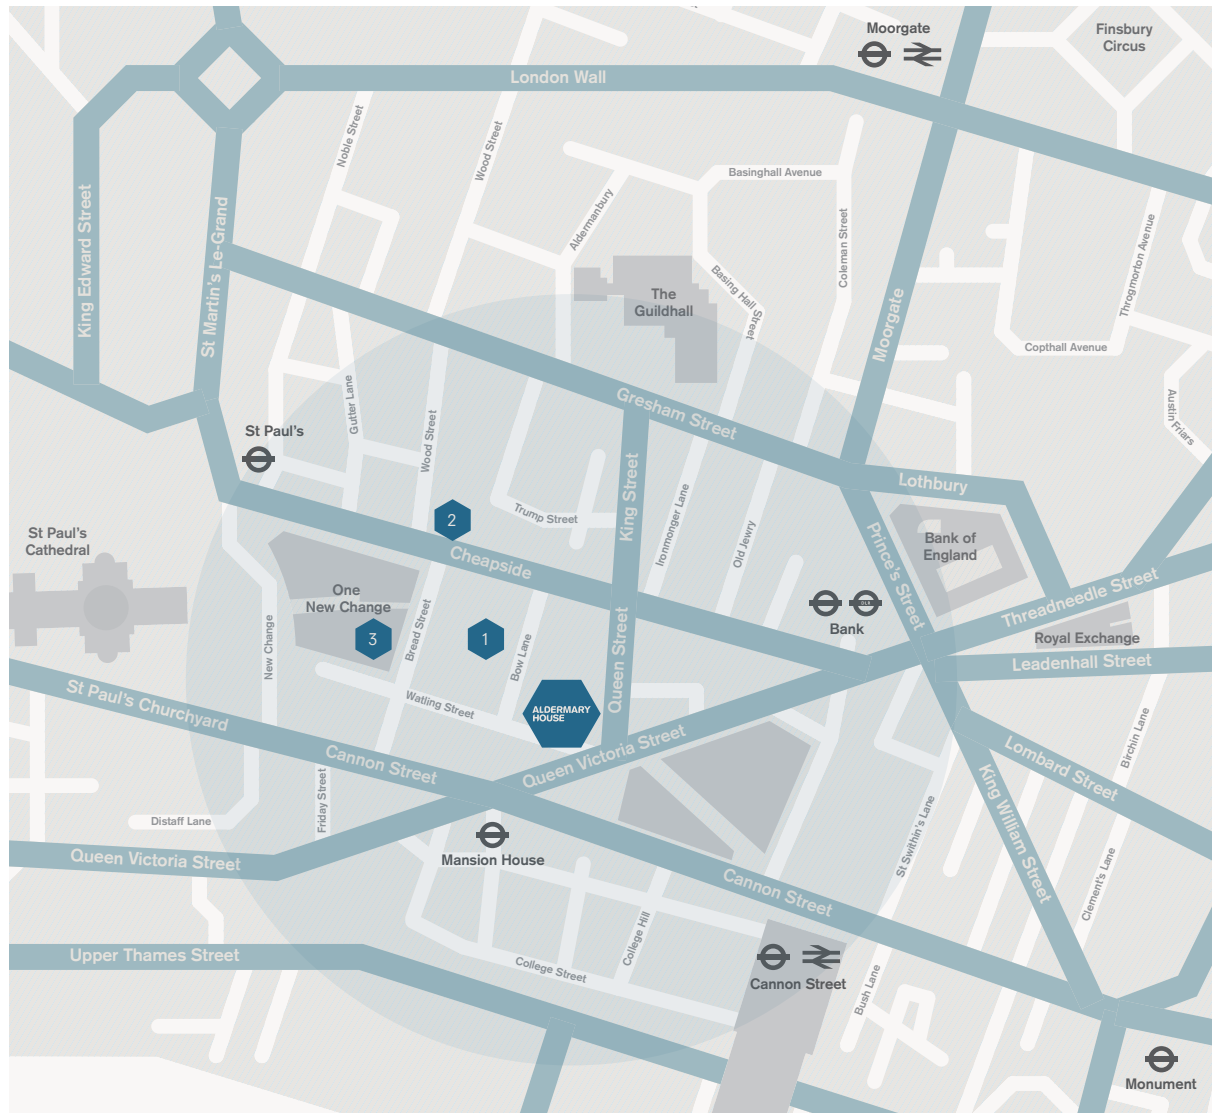 Moorgate
Finsbury
Circus
London Wall
Noble Street
Wood Street
Basinghall Avenue
Aldermanbury
King Edward Street
St Martin's Le-Grand
Coleman Street
Throgmorton Avenue
Basing Hall Street
The
Guildhall
Moorgate
Copthall Avenue
Gutter Lane
Wood Street
Gresham Street
Austin Friars
St Paul's
King Street
Lothbury
Ironmonger Lane
Trump Street
Old Jewry
2
Prince's Street
Bank of
England
St Paul's
Cathedral
Cheapside
One
New Change
Threadneedle Street
DLR
Bank
Royal Exchange
3
1
Bread Street
Bow Lane
New Change
Queen Street
Leadenhall Street
St Paul's Churchyard
Watling Street
ALDERMARY
HOUSE
Cannon Street
Queen Victoria Street
Birchin Lane
Lombard Street
Friday Street
King William Street
Distaff Lane
St Swithin's Lane
Mansion House
Queen Victoria Street
Cannon Street
Clement's Lane
College Hill
Upper Thames Street
College Street
Cannon Street
Bush Lane
Monument